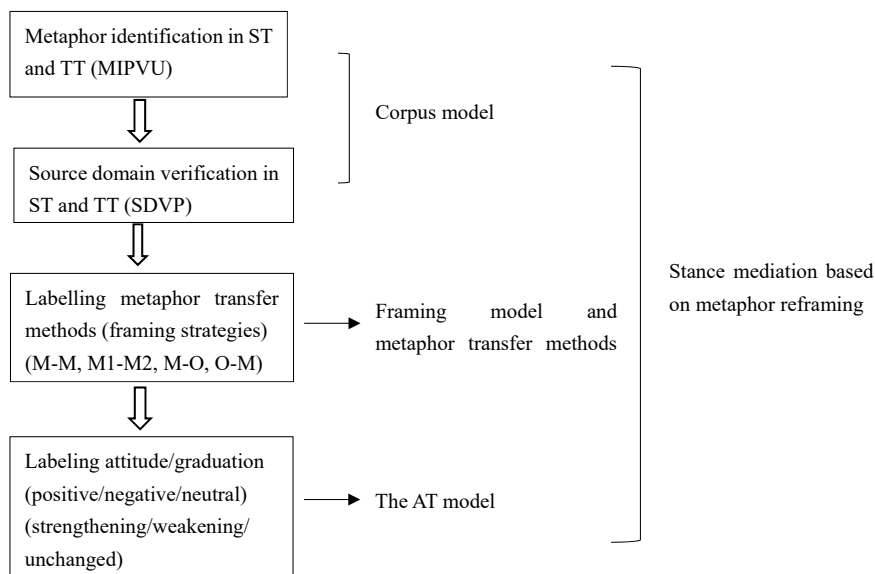 Metaphor identification in ST
and TT (MIPVU)
Corpus model
Source domain verification in
ST and TT (SDVP)
Labelling metaphor transfer
methods (framing strategies)
(M-M, M1-M2, M-O, O-M)
Framing model and
metaphor transfer methods
Stance mediation based
on metaphor reframing
Labeling attitude/graduation
(positive/negative/neutral)
(strengthening/weakening/
unchanged)
The AT model